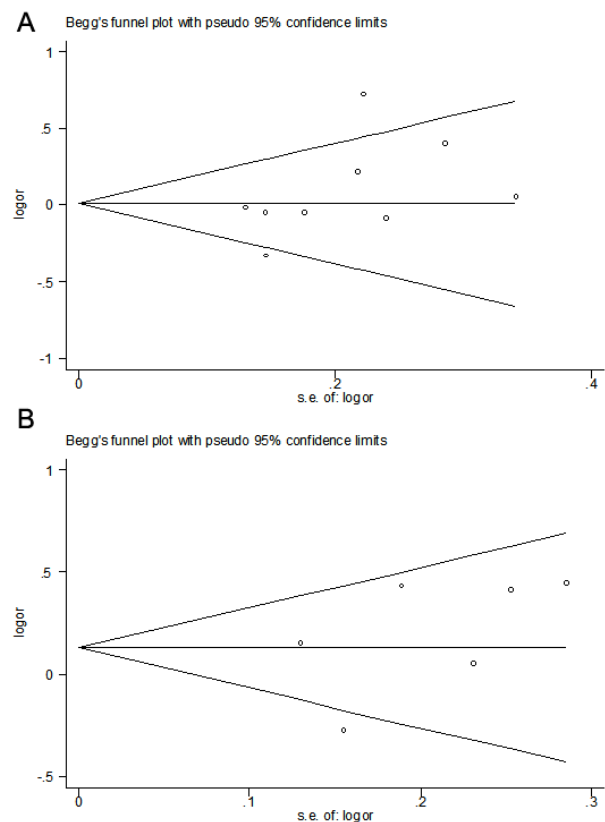 A
Begg's funnel plot with pseudo 95% confidence limits
1
.5
0
-.5
-1
logor
0
.2
.4
s.e. of: logor
B
Begg's funnel plot with pseudo 95% confidence limits
1
.5
0
-.5
logor
0
.1
.2
.3
s.e. of: logor